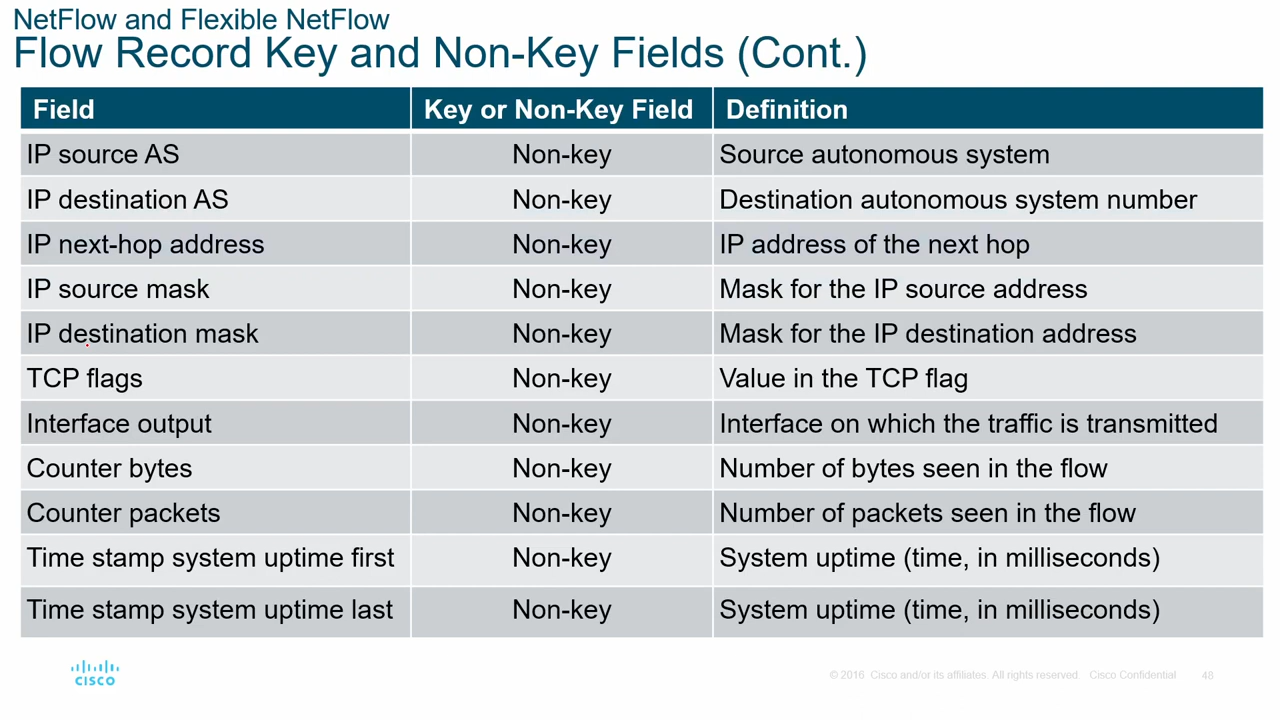 NetFlow and Flexible NetFlow
Flow Record Key and Non-Key Fields (Cont.)
Field Key or Non-Key Field Definition
IP source AS Non-key Source autonomous system
IP destination AS Non-key Destination autonomous system number
IP next-hop address Non-key IP address of the next hop
IP source mask Non-key Mask for the IP source address
IP destination mask Non-key Mask for the IP destination address
TCP flags Non-key Value in the TCP flag
Interface output Non-key Interface on which the traffic is transmitted
Counter bytes Non-key Number of bytes seen in the flow
Counter packets Non-key Number of packets seen in the flow
Time stamp system uptime first Non-key System uptime (time, in milliseconds)
Time stamp system uptime last Non-key System uptime (time, in milliseconds)
CISCO © 2016 Cisco and/or its affiliates. All rights reserved. Cisco Confidential 48